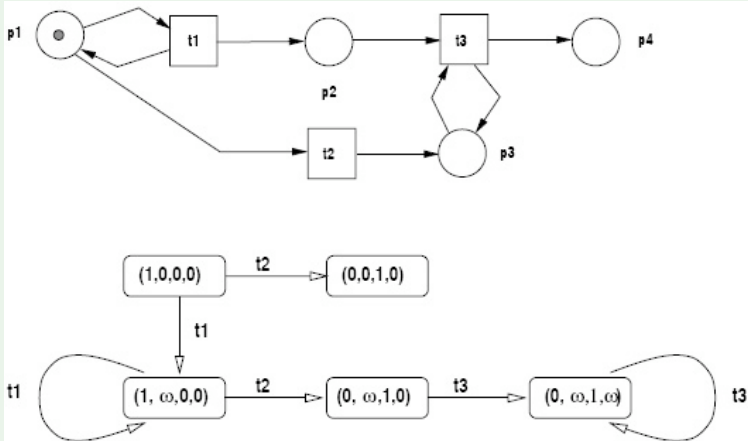 p1
t1
t3
p4
p2
t2
p3
(1,0,0,0)
t2
(0,0,1,0)
t1
t1
(1, ω,0,0)
t2
(0, ω,1,0)
t3
(0, ω,1,ω)
t3